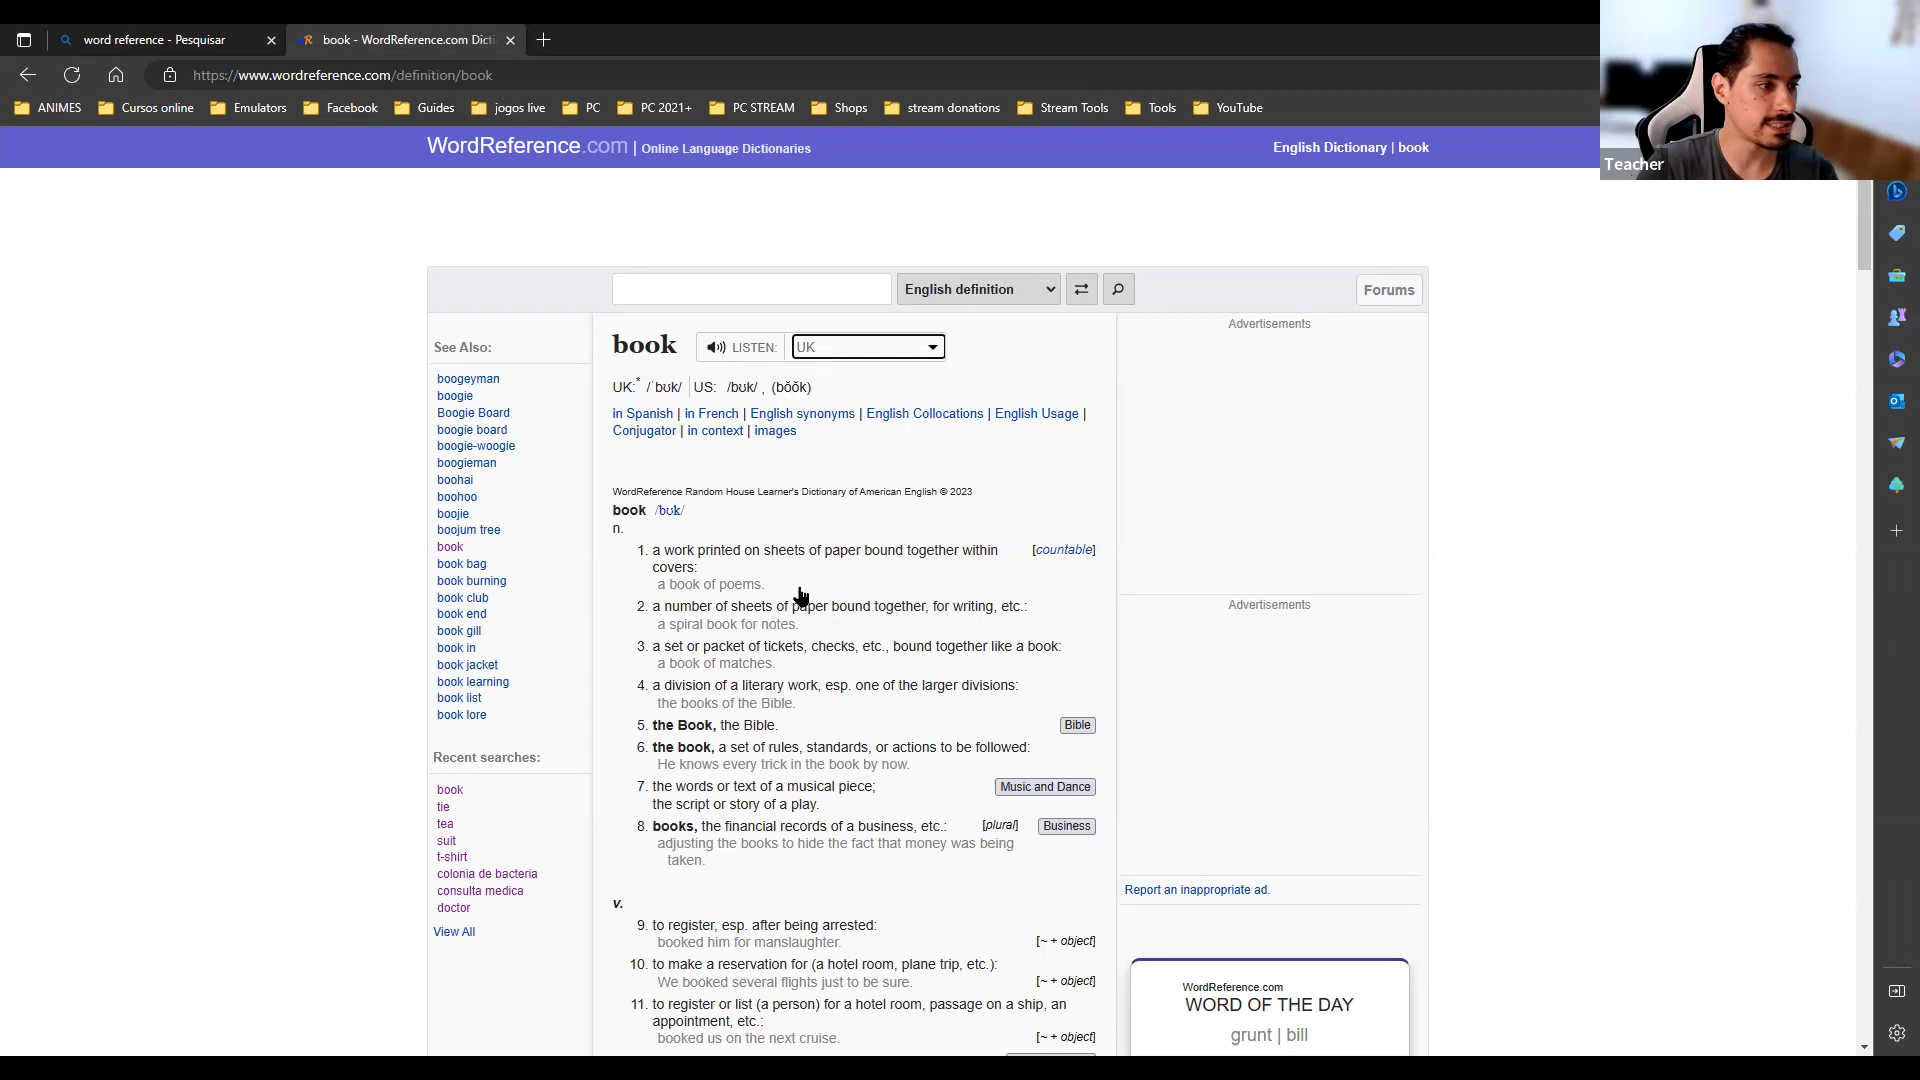 word reference - Pesquisar
book - WordReference.com Dicti
https://www.wordreference.com/definition/book
ANIMES Cursos online Emulators Facebook Guides jogos live PC PC 2021+ PC STREAM Shops stream donations Stream Tools Tools YouTube
Teacher
WordReference.com | Online Language Dictionaries
English Dictionary | book
English definition
Forums
See Also:
boogeyman
boogie
Boogie Board
boogie board
boogie-woogie
boogieman
boohai
boohoo
boojie
boojum tree
book
book bag
book burning
book club
book end
book gill
book in
book jacket
book learning
book list
book lore
Recent searches:
book
tie
tea
suit
t-shirt
colonia de bacteria
consulta medica
doctor
View All
book LISTEN: UK
UK:* /ˈbʊk/ US: /bʊk/ , (bŏŏk)
in Spanish | in French | English synonyms | English Collocations | English Usage |
Conjugator | in context | images
WordReference Random House Learner's Dictionary of American English © 2023
book /bʊk/
n.
1. a work printed on sheets of paper bound together within [countable]
covers:
a book of poems.
2. a number of sheets of paper bound together, for writing, etc.:
a spiral book for notes.
3. a set or packet of tickets, checks, etc., bound together like a book:
a book of matches.
4. a division of a literary work, esp. one of the larger divisions:
the books of the Bible.
5. the Book, the Bible. Bible
6. the book, a set of rules, standards, or actions to be followed:
He knows every trick in the book by now.
7. the words or text of a musical piece; Music and Dance
the script or story of a play.
8. books, the financial records of a business, etc.: [plural] Business
adjusting the books to hide the fact that money was being
taken.
v.
9. to register, esp. after being arrested:
booked him for manslaughter. [~ + object]
10. to make a reservation for (a hotel room, plane trip, etc.):
We booked several flights just to be sure. [~ + object]
11. to register or list (a person) for a hotel room, passage on a ship, an
appointment, etc.:
booked us on the next cruise. [~ + object]
Advertisements
Advertisements
Report an inappropriate ad.
WordReference.com
WORD OF THE DAY
grunt | bill